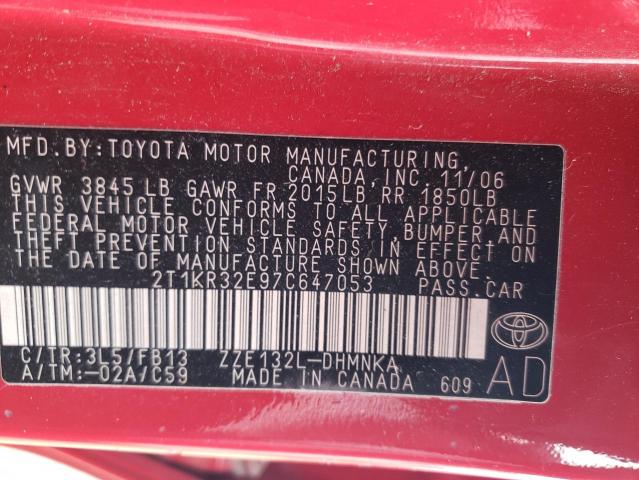 MFD.BY:TOYOTA MOTOR MANUFACTURING,
CANADA, INC. 11/06
GVWR 3845 LB GAWR FR 2015LB RR 1850LB
THIS VEHICLE CONFORMS TO ALL APPLICABLE
FEDERAL MOTOR VEHICLE SAFETY, BUMPER AND
THEFT PREVENTION STANDARDS IN EFFECT ON
THE DATE OF MANUFACTURE SHOWN ABOVE.
2T1KR32E97C647053 PASS.CAR
C/TR:3L5/FB13 ZZE132L-DHMNKA
A/TM:-02A/C59 MADE IN CANADA 609 AD